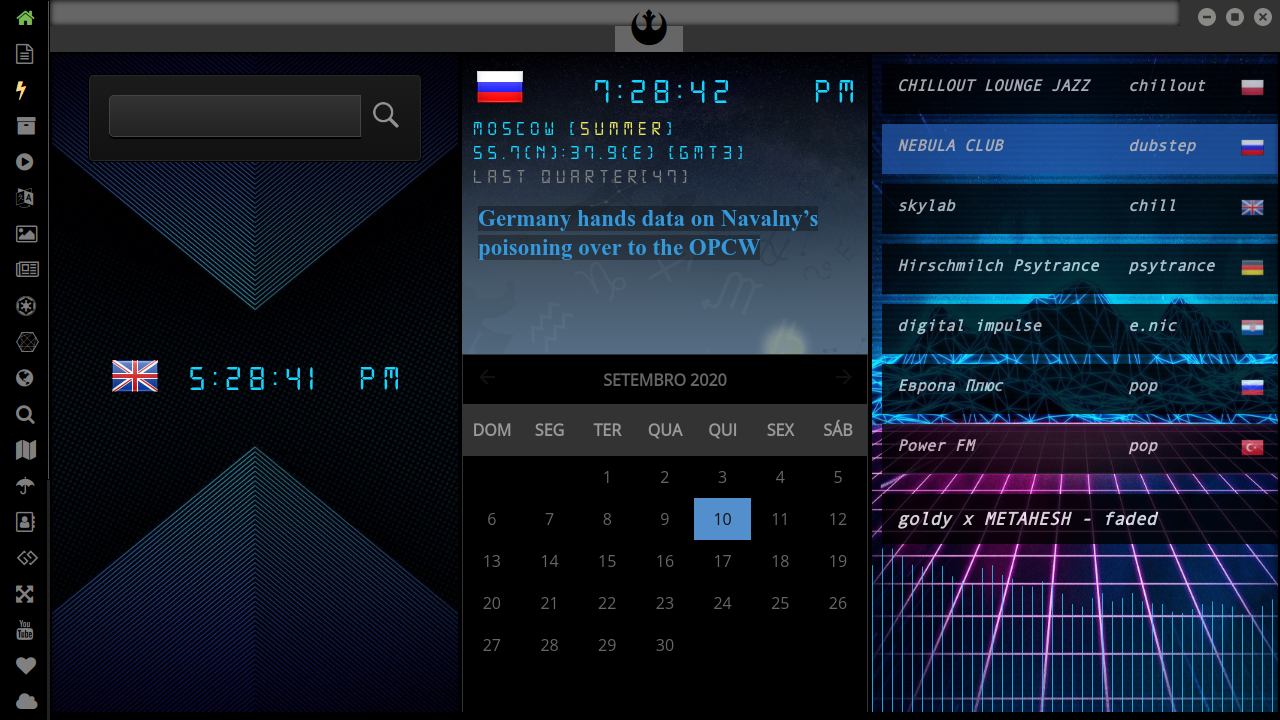 7:28:42 PM
MOSCOW (SUMMER)
55.7(N):37.9(E) (GMT3)
LAST QUARTER(47)
Germany hands data on Navalny’s
poisoning over to the OPCW
5:28:41 PM
SETEMBRO 2020
DOM SEG TER QUA QUI SEX SÁB
1 2 3 4 5
6 7 8 9 10 11 12
13 14 15 16 17 18 19
20 21 22 23 24 25 26
27 28 29 30
CHILLOUT LOUNGE JAZZ chillout
NEBULA CLUB dubstep
skylab chill
Hirschmilch Psytrance psytrance
digital impulse e.nic
Европа Плюс pop
Power FM pop
goldy x METAHESH - faded
You
Tube